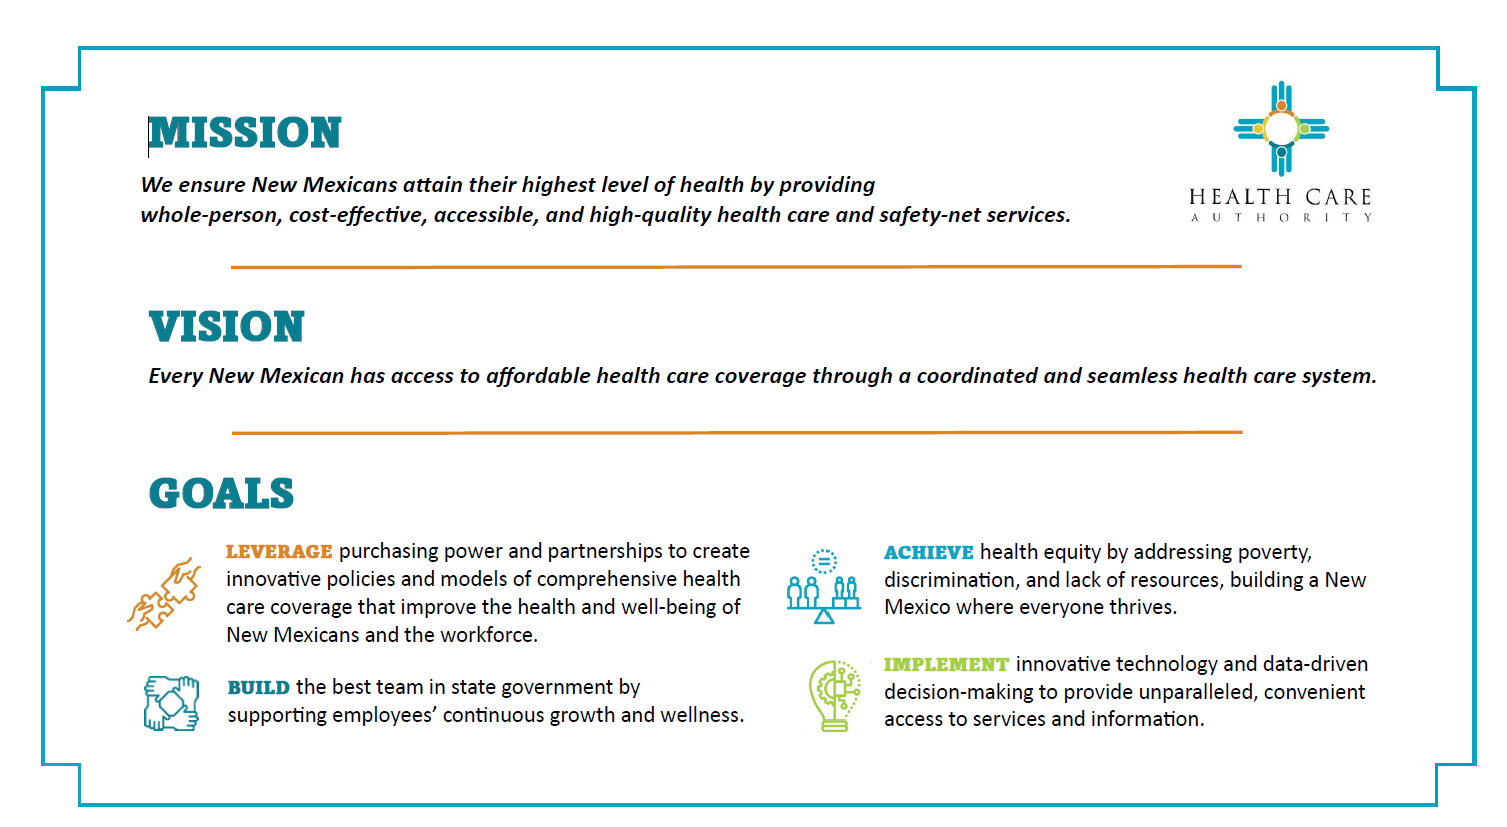 MISSION
We ensure New Mexicans attain their highest level of health by providing
whole-person, cost-effective, accessible, and high-quality health care and safety-net services.
HEALTH CARE
AUTHORITY
VISION
Every New Mexican has access to affordable health care coverage through a coordinated and seamless health care system.
GOALS
LEVERAGE purchasing power and partnerships to create
innovative policies and models of comprehensive health
care coverage that improve the health and well-being of
New Mexicans and the workforce.
BUILD the best team in state government by
supporting employees’ continuous growth and wellness.
ACHIEVE health equity by addressing poverty,
discrimination, and lack of resources, building a New
Mexico where everyone thrives.
IMPLEMENT innovative technology and data-driven
decision-making to provide unparalleled, convenient
access to services and information.